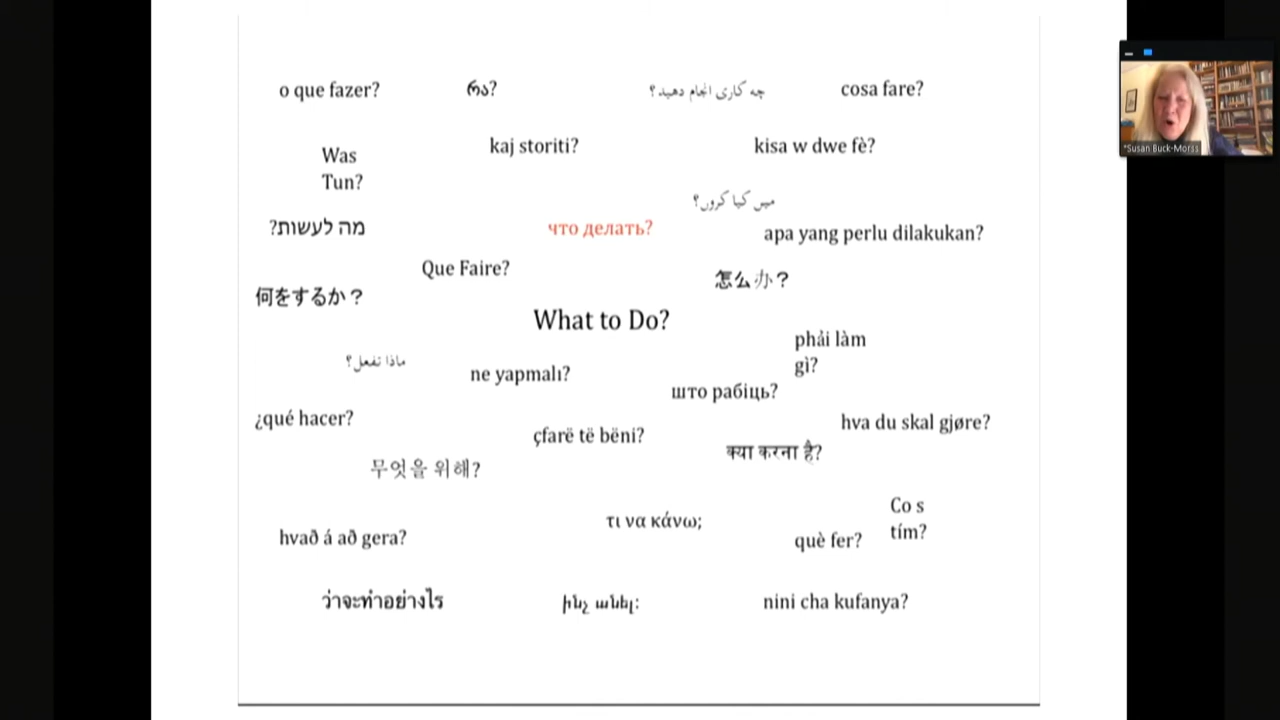 o que fazer?
რა?
چه کاری انجام دهید؟
cosa fare?
kaj storiti?
kisa w dwe fè?
Was
Tun?
میں کیا کروں؟
מה לעשות?
что делать?
apa yang perlu dilakukan?
Que Faire?
怎么办？
何をするか？
What to Do?
phải làm
gì?
ماذا تفعل؟
ne yapmalı?
што рабіць?
¿qué hacer?
hva du skal gjøre?
çfarë të bëni?
क्या करना है?
무엇을 위해?
Co s
tím?
τι να κάνω;
hvað á að gera?
què fer?
ว่าจะทำอย่างไร
ինչ անել:
nini cha kufanya?
*Susan Buck-Morss